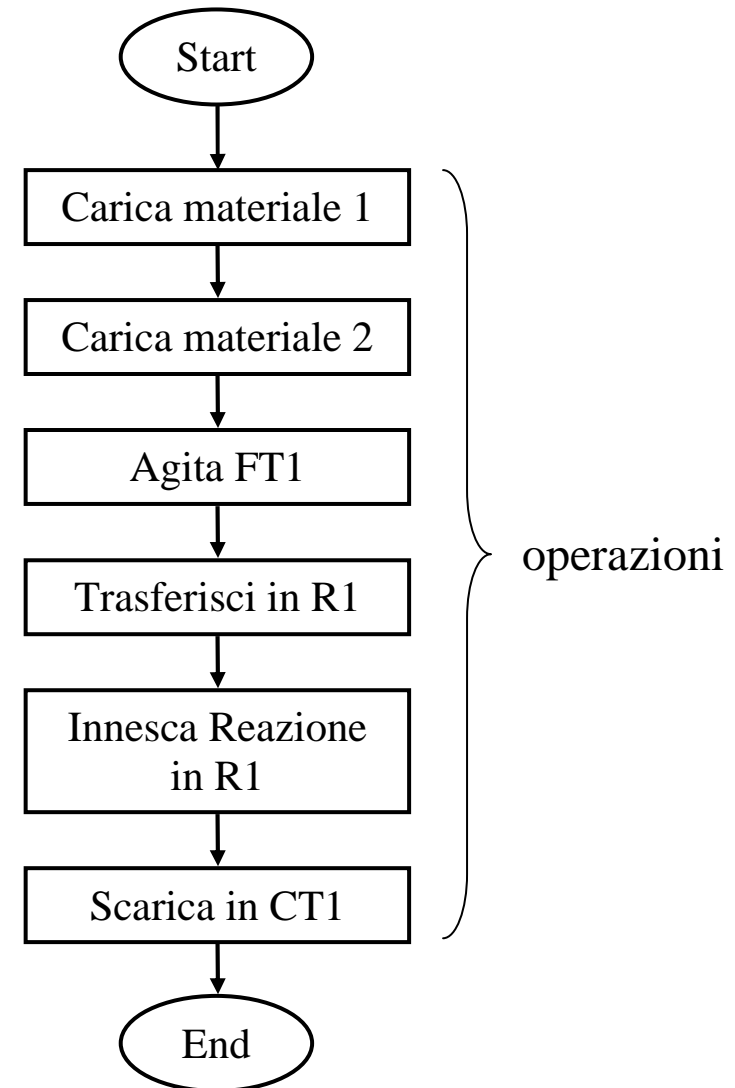 Start
Carica materiale 1
Carica materiale 2
Agita FT1
Trasferisci in R1
Innesca Reazione
in R1
Scarica in CT1
End
operazioni